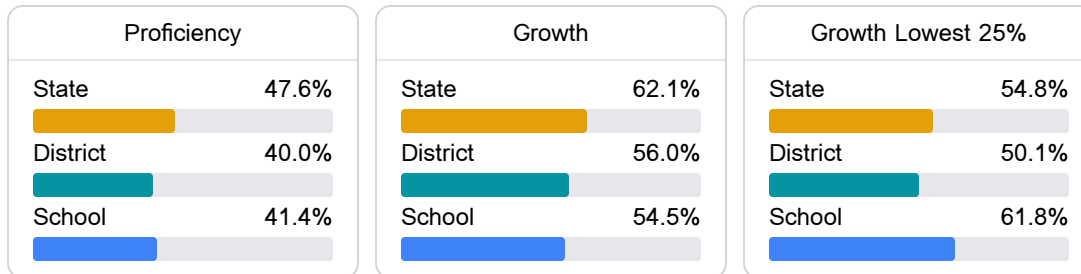 Proficiency
State 47.6%
District 40.0%
School 41.4%
Growth
State 62.1%
District 56.0%
School 54.5%
Growth Lowest 25%
State 54.8%
District 50.1%
School 61.8%